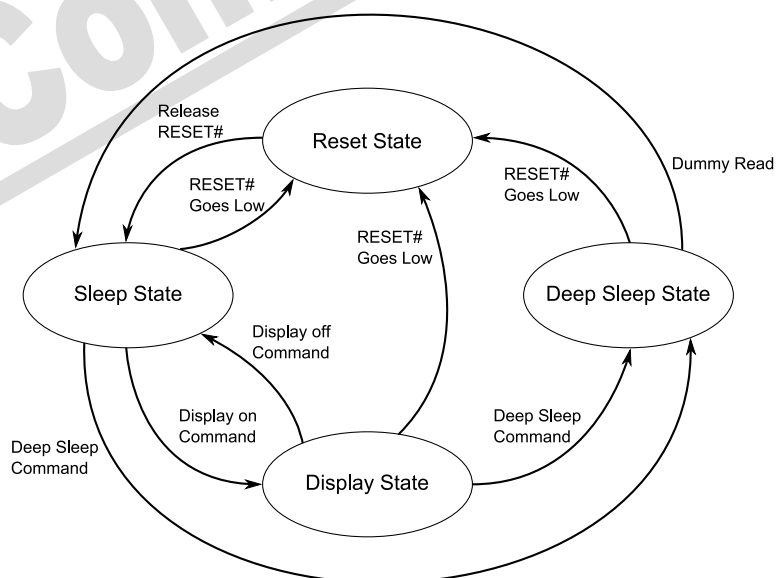 Com
Release
RESET#
Reset State
RESET#
Goes Low
RESET#
Goes Low
Dummy Read
RESET#
Goes Low
Sleep State
Deep Sleep State
Display off
Command
Display on
Command
Deep Sleep
Command
Deep Sleep
Command
Display State